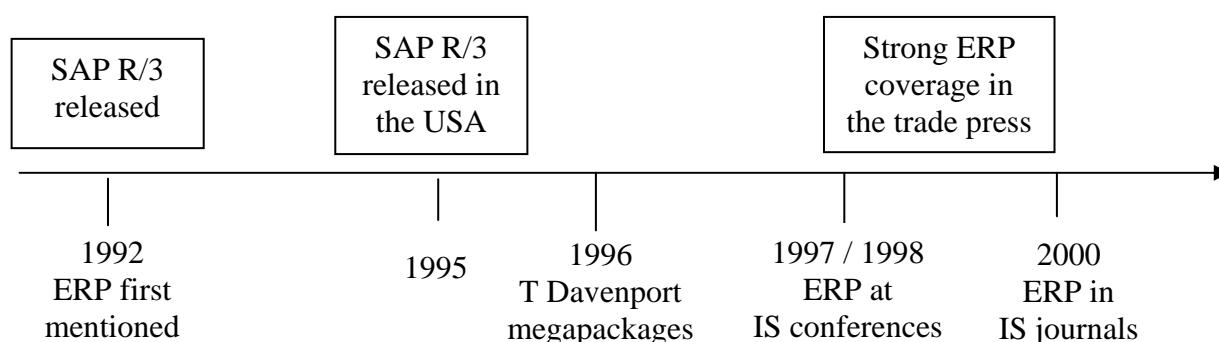 SAP R/3
released
SAP R/3
released in
the USA
Strong ERP
coverage in
the trade press
1992
ERP first
mentioned
1995
1996
T Davenport
megapackages
1997 / 1998
ERP at
IS conferences
2000
ERP in
IS journals